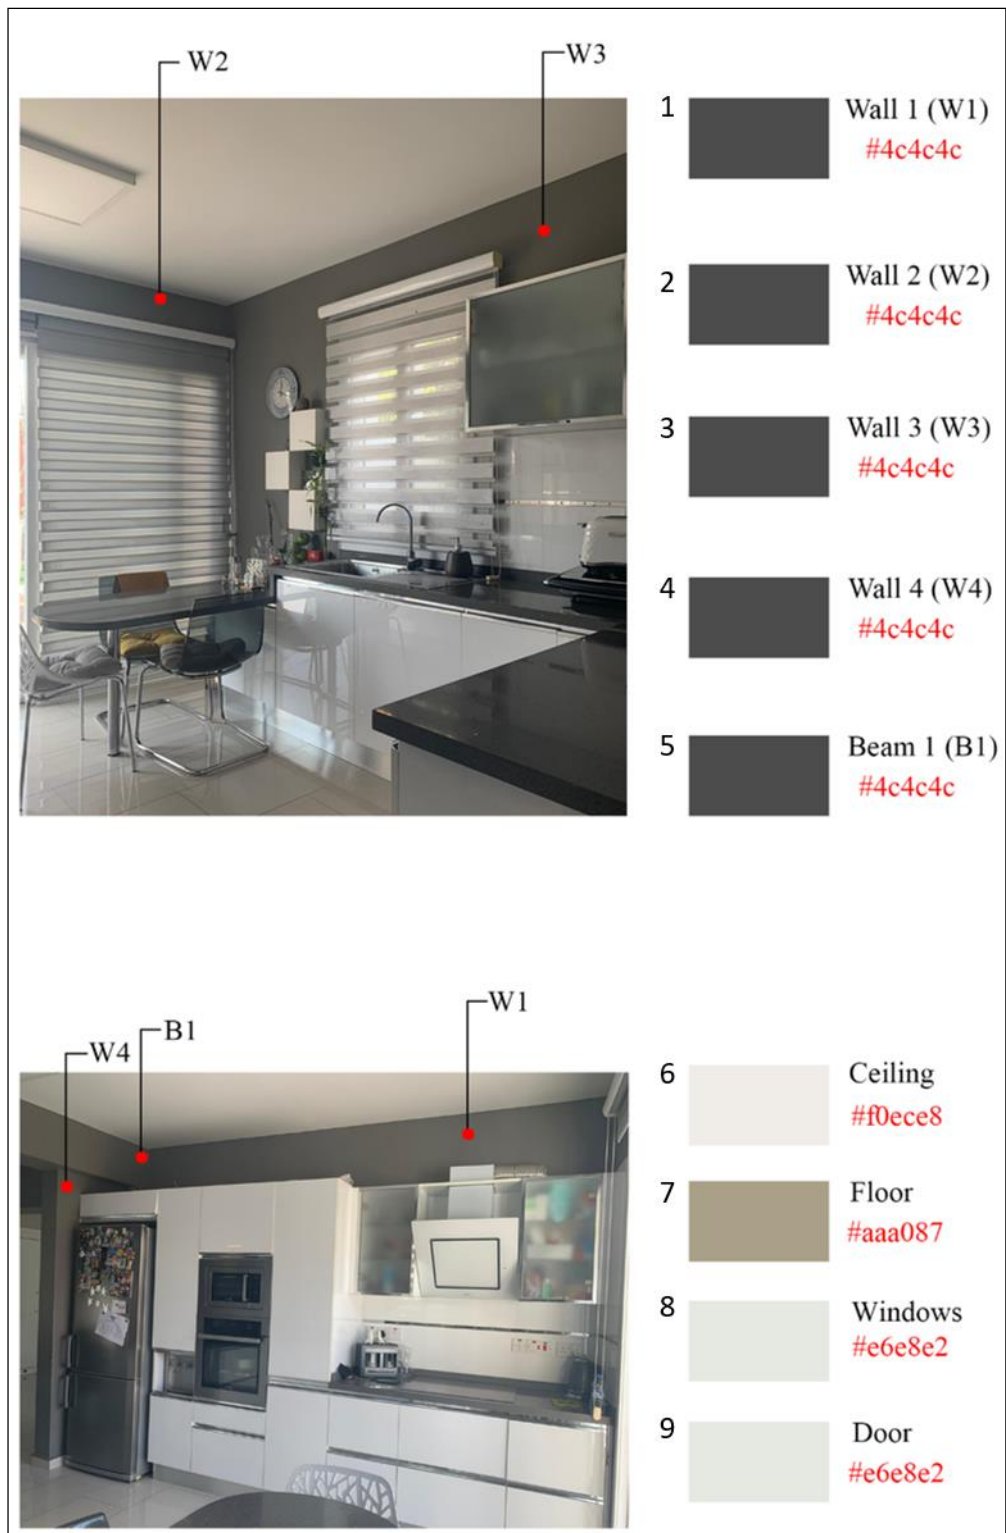 W2
W3
1
Wall 1 (W1)
#4c4c4c
2
Wall 2 (W2)
#4c4c4c
3
Wall 3 (W3)
#4c4c4c
4
Wall 4 (W4)
#4c4c4c
5
Beam 1 (B1)
#4c4c4c
W1
B1
W4
6
Ceiling
#f0ece8
7
Floor
#aaa087
8
Windows
#e6e8e2
9
Door
#e6e8e2